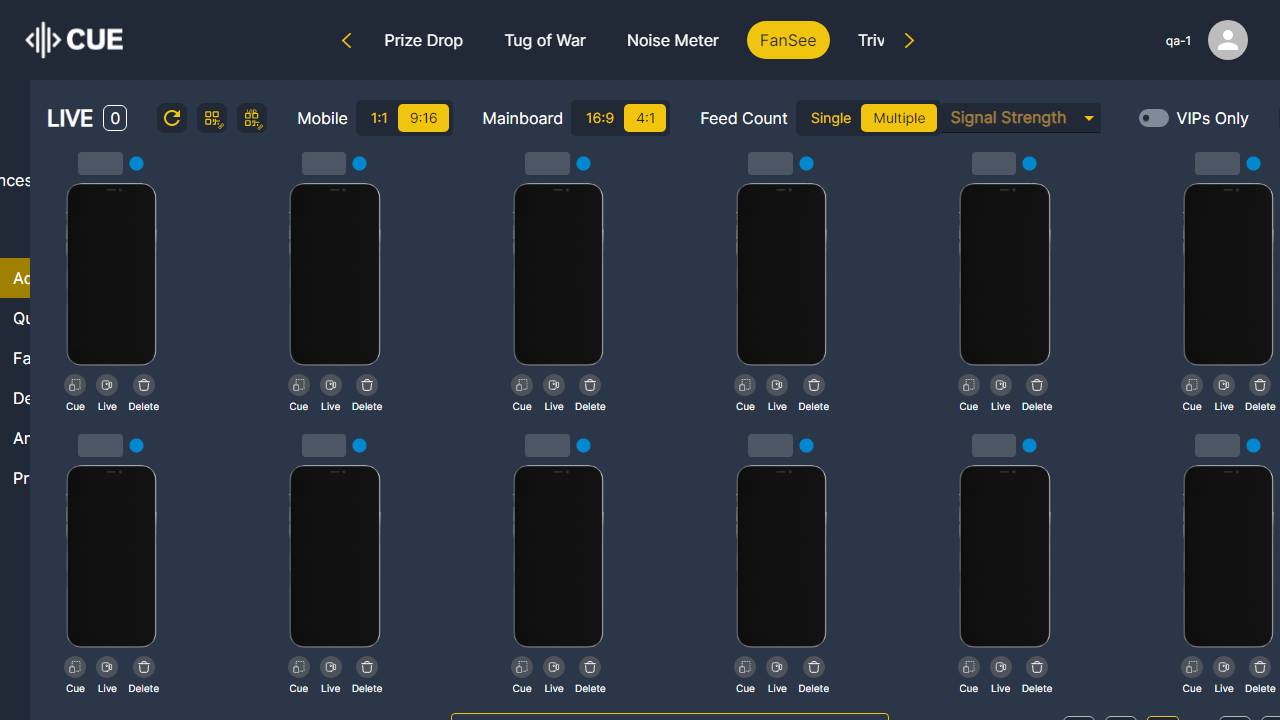 CUE
Prize Drop
Tug of War
Noise Meter
FanSee
Triv
qa-1
LIVE 0
Mobile 1:1 9:16
Mainboard 16:9 4:1
Feed Count Single Multiple
Signal Strength
VIPs Only
nces
Ac
Qu
Fa
De
An
Pr
Cue Live Delete
Cue Live Delete
Cue Live Delete
Cue Live Delete
Cue Live Delete
Cue Live Delete
Cue Live Delete
Cue Live Delete
Cue Live Delete
Cue Live Delete
Cue Live Delete
Cue Live Delete